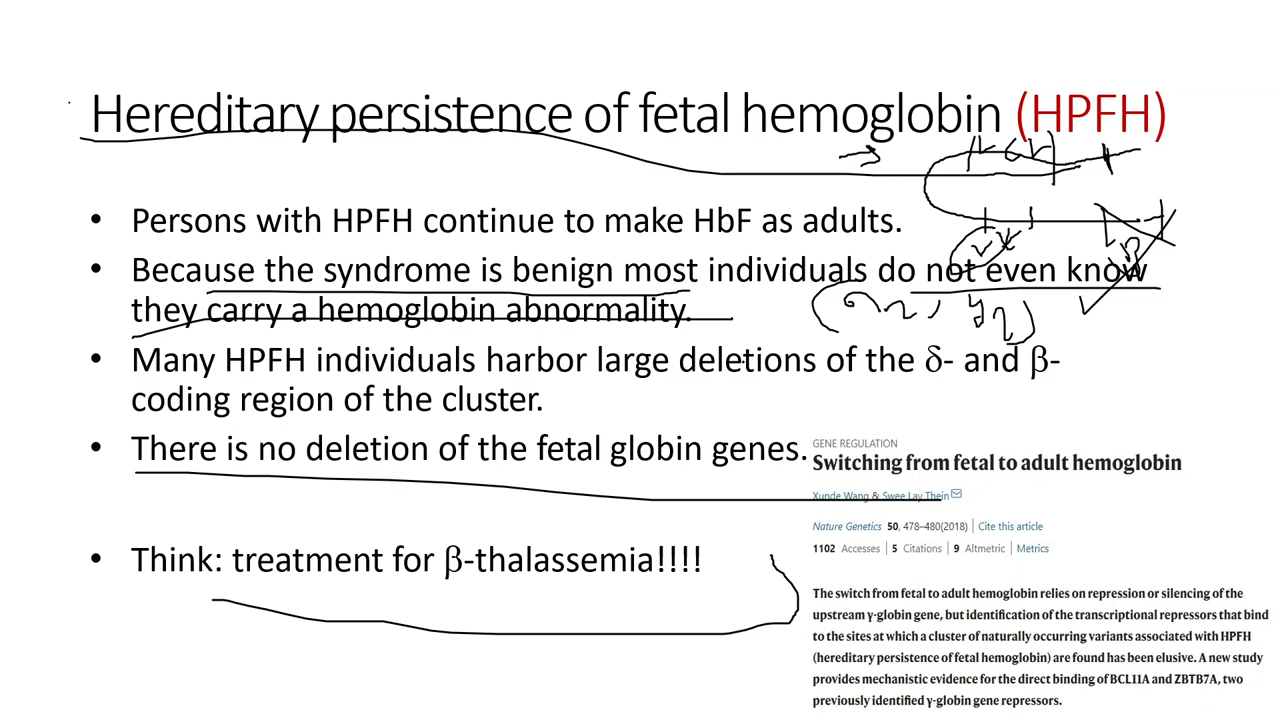 Hereditary persistence of fetal hemoglobin (HPFH)
• Persons with HPFH continue to make HbF as adults.
• Because the syndrome is benign most individuals do not even know
they carry a hemoglobin abnormality.
• Many HPFH individuals harbor large deletions of the δ- and β-
coding region of the cluster.
• There is no deletion of the fetal globin genes.
• Think: treatment for β-thalassemia!!!!
GENE REGULATION
Switching from fetal to adult hemoglobin
Xunde Wang & Swee Lay Thein
Nature Genetics 50, 478–480(2018) | Cite this article
1102 Accesses | 5 Citations | 9 Altmetric | Metrics
The switch from fetal to adult hemoglobin relies on repression or silencing of the
upstream γ-globin gene, but identification of the transcriptional repressors that bind
to the sites at which a cluster of naturally occurring variants associated with HPFH
(hereditary persistence of fetal hemoglobin) are found has been elusive. A new study
provides mechanistic evidence for the direct binding of BCL11A and ZBTB7A, two
previously identified γ-globin gene repressors.